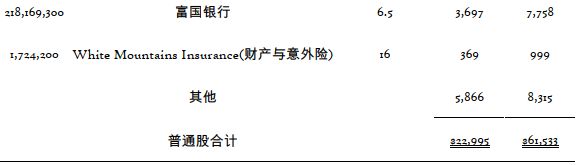 218,169,300 富国银行 6.5 3,697 7,758
1,724,200 White Mountains Insurance(财产与意外险) 16 369 999
其他 5,866 8,315
普通股合计 $22,995 $61,533